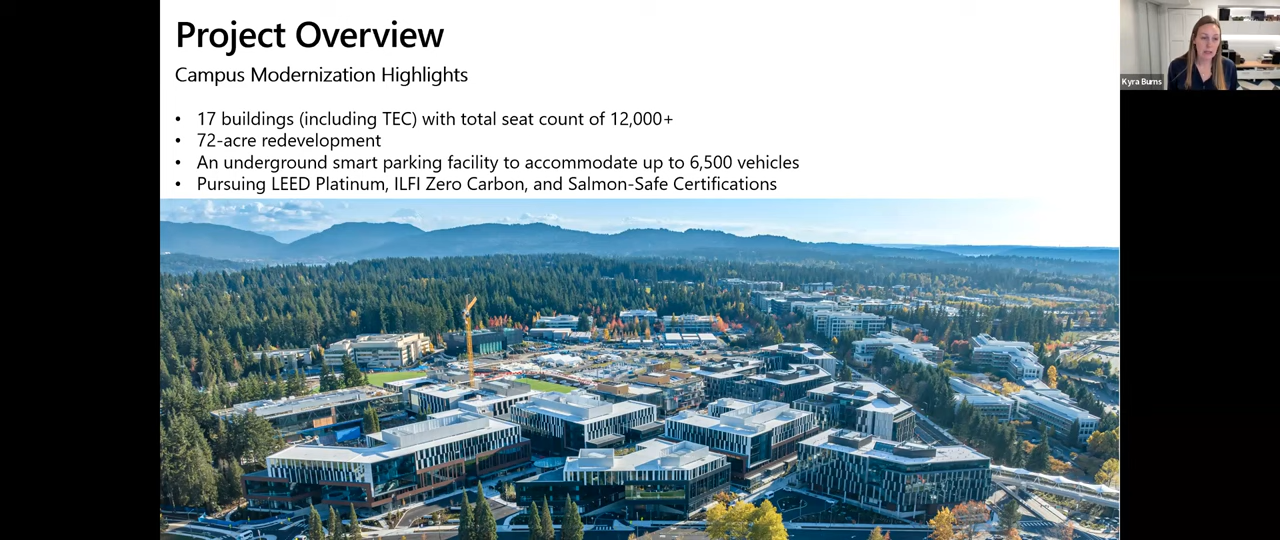 Project Overview
Campus Modernization Highlights
• 17 buildings (including TEC) with total seat count of 12,000+
• 72-acre redevelopment
• An underground smart parking facility to accommodate up to 6,500 vehicles
• Pursuing LEED Platinum, ILFI Zero Carbon, and Salmon-Safe Certifications
Kyra Burns